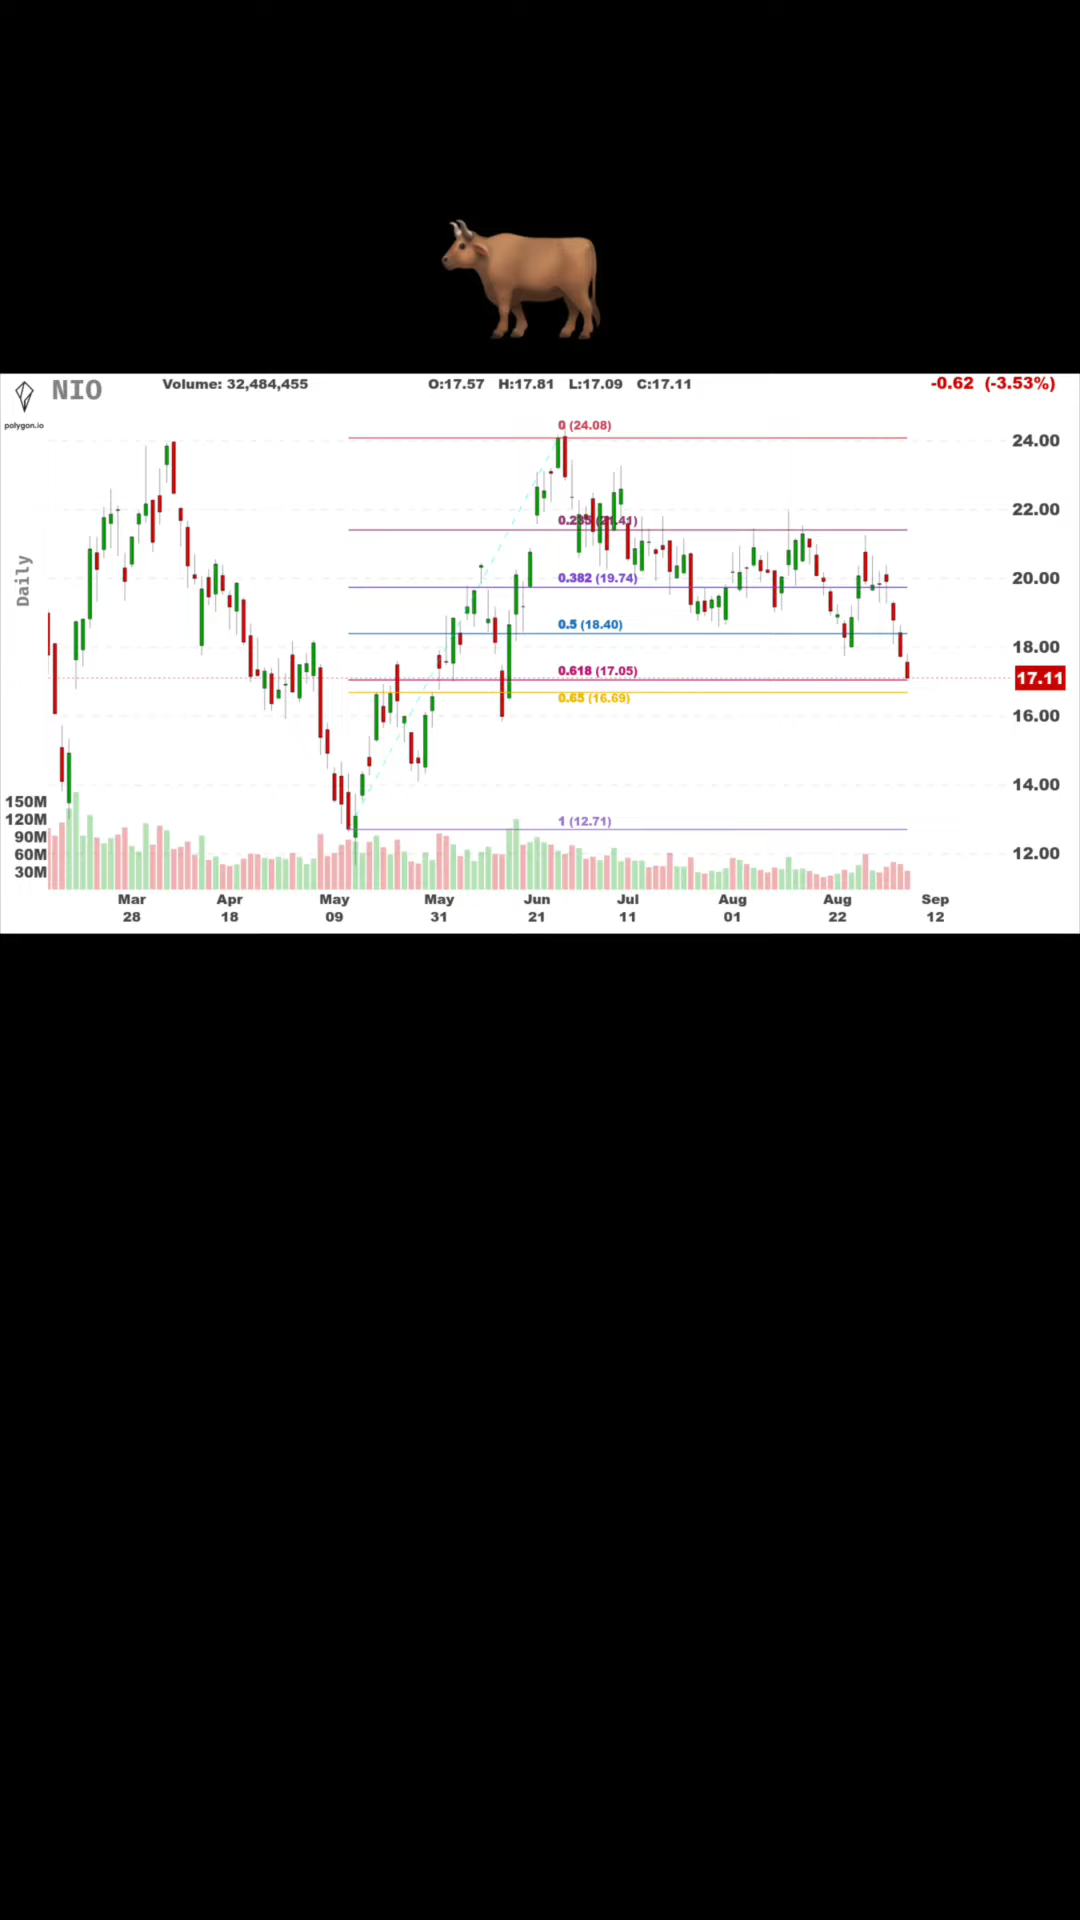 NIO
Volume: 32,484,455
O:17.57 H:17.81 L:17.09 C:17.11
-0.62 (-3.53%)
polygon.io
Daily
0 (24.08)
24.00
22.00
20.00
18.00
17.11
16.00
14.00
12.00
0.382 (19.74)
0.5 (18.40)
0.618 (17.05)
0.65 (16.69)
1 (12.71)
150M
120M
90M
60M
30M
Mar 28
Apr 18
May 09
May 31
Jun 21
Jul 11
Aug 01
Aug 22
Sep 12